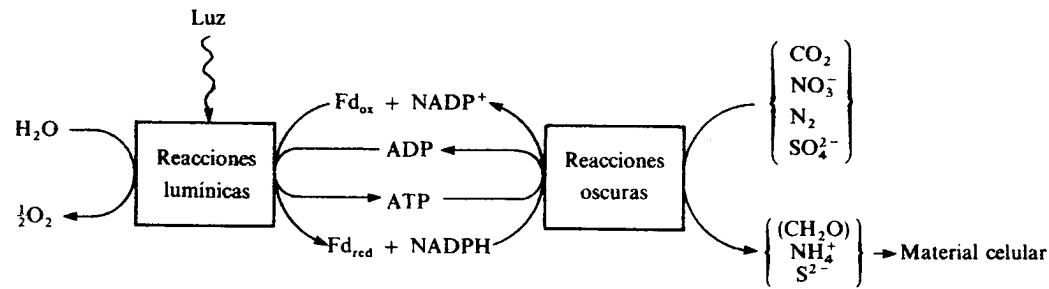 Luz
H₂O
½O₂
Reacciones
lumínicas
Fdₒₓ + NADP⁺
ADP
ATP
Fd_red + NADPH
Reacciones
oscuras
CO₂
NO₃⁻
N₂
SO₄²⁻
(CH₂O)
NH₄⁺
S²⁻
Material celular